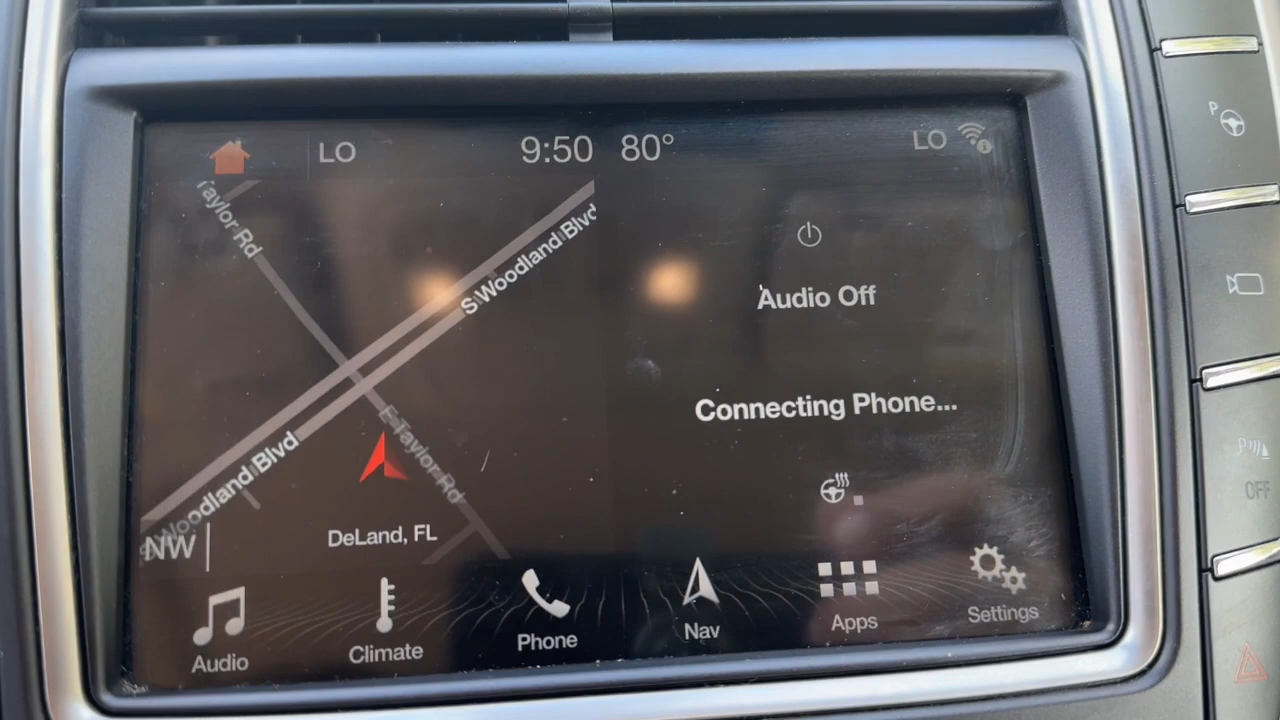 LO 9:50 80° LO
Taylor Rd
S Woodland Blvd
Audio Off
Connecting Phone...
E Taylor Rd
S Woodland Blvd
NW
DeLand, FL
Audio
Climate
Phone
Nav
Apps
Settings
P
P
OFF